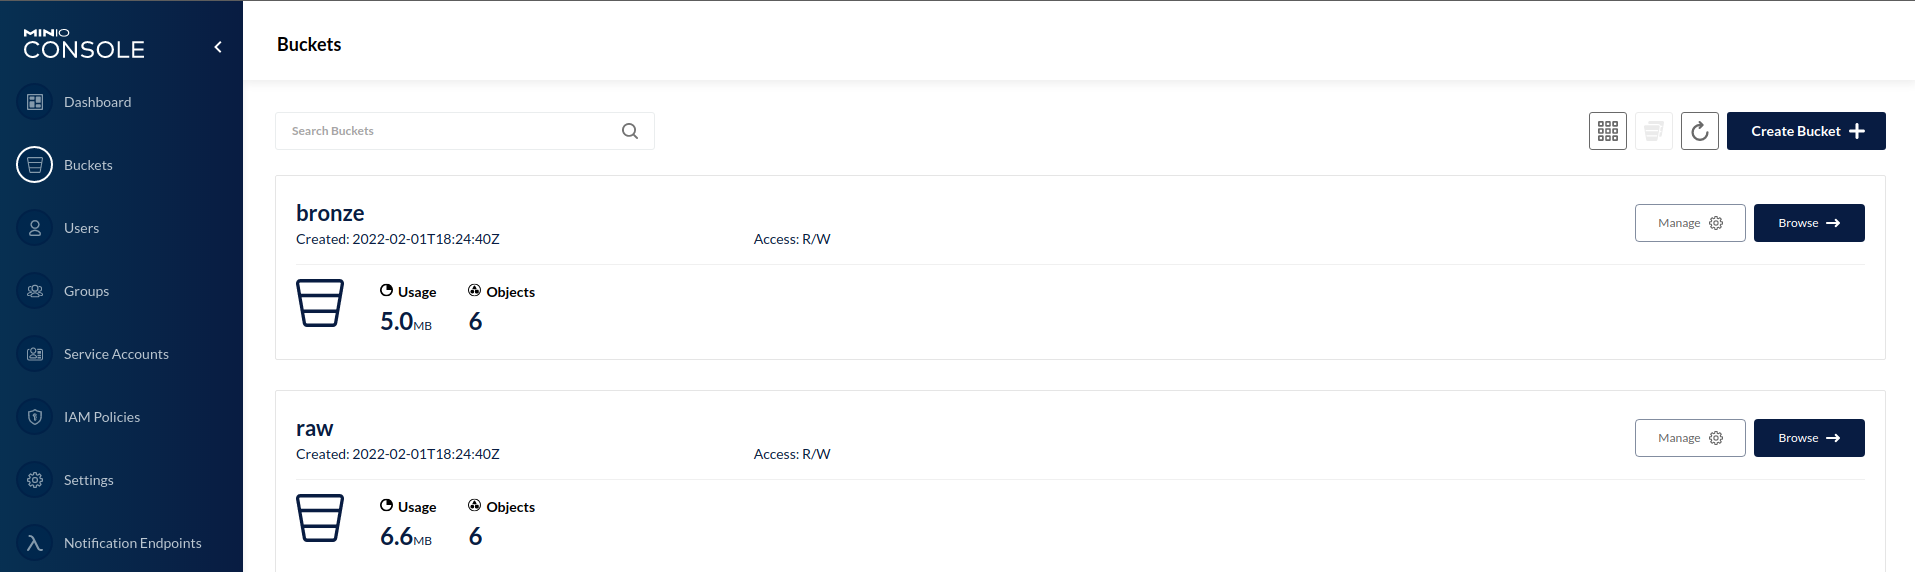 MINIO
CONSOLE
Dashboard
Buckets
Users
Groups
Service Accounts
IAM Policies
Settings
Notification Endpoints
Buckets
Search Buckets
Create Bucket
bronze
Created: 2022-02-01T18:24:40Z Access: R/W
Manage Browse
Usage Objects
5.0MB 6
raw
Created: 2022-02-01T18:24:40Z Access: R/W
Manage Browse
Usage Objects
6.6MB 6